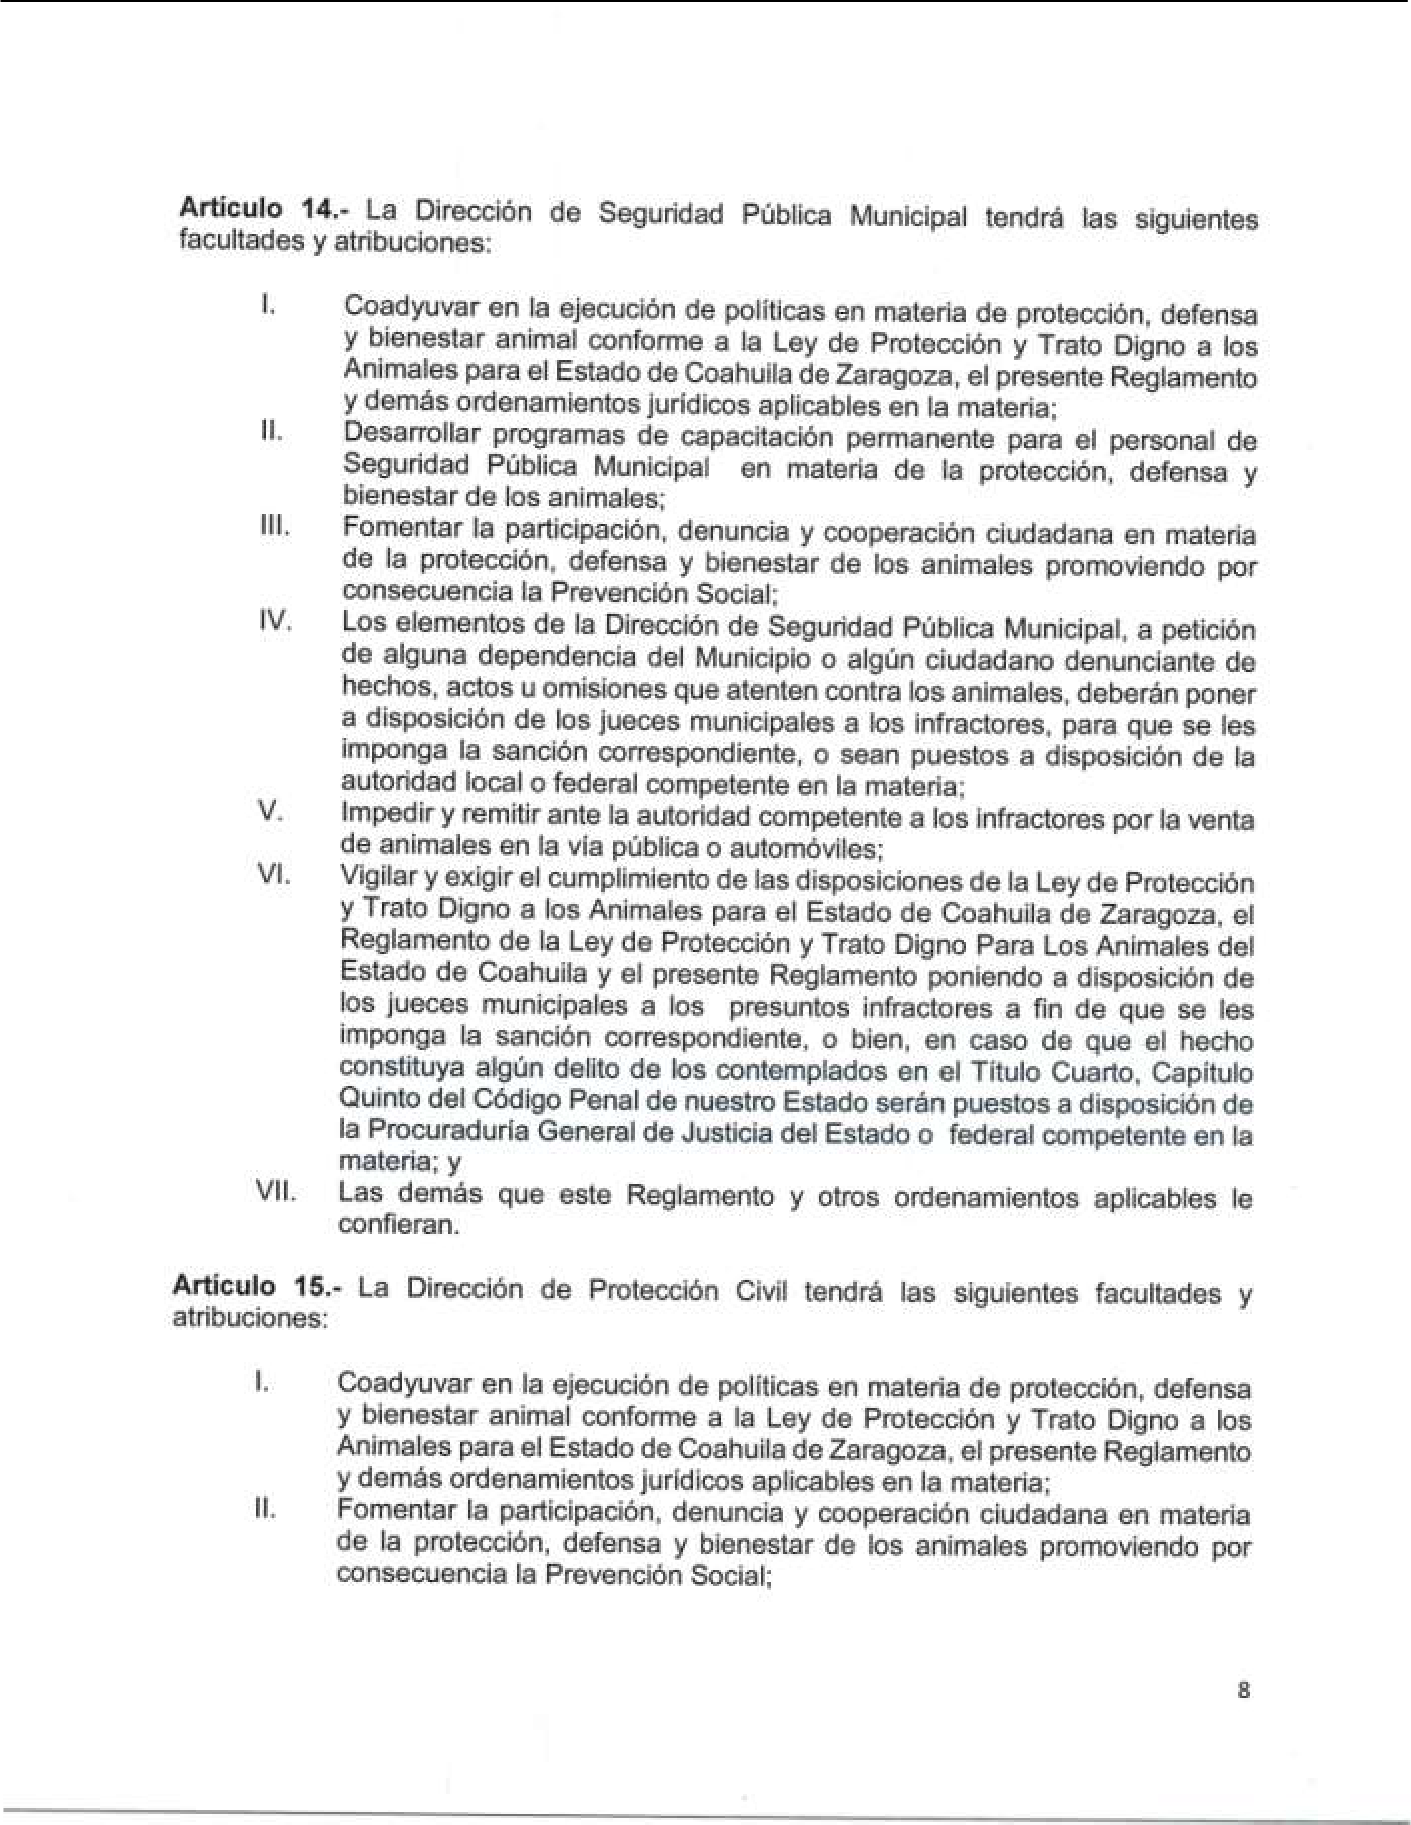 Artículo 14.- La Dirección de Seguridad Pública Municipal tendrá las siguientes
facultades y atribuciones:
I. Coadyuvar en la ejecución de políticas en materia de protección, defensa
y bienestar animal conforme a la Ley de Protección y Trato Digno a los
Animales para el Estado de Coahuila de Zaragoza, el presente Reglamento
y demás ordenamientos jurídicos aplicables en la materia;
II. Desarrollar programas de capacitación permanente para el personal de
Seguridad Pública Municipal en materia de la protección, defensa y
bienestar de los animales;
III. Fomentar la participación, denuncia y cooperación ciudadana en materia
de la protección, defensa y bienestar de los animales promoviendo por
consecuencia la Prevención Social;
IV. Los elementos de la Dirección de Seguridad Pública Municipal, a petición
de alguna dependencia del Municipio o algún ciudadano denunciante de
hechos, actos u omisiones que atenten contra los animales, deberán poner
a disposición de los jueces municipales a los infractores, para que se les
imponga la sanción correspondiente, o sean puestos a disposición de la
autoridad local o federal competente en la materia;
V. Impedir y remitir ante la autoridad competente a los infractores por la venta
de animales en la vía pública o automóviles;
VI. Vigilar y exigir el cumplimiento de las disposiciones de la Ley de Protección
y Trato Digno a los Animales para el Estado de Coahuila de Zaragoza, el
Reglamento de la Ley de Protección y Trato Digno Para Los Animales del
Estado de Coahuila y el presente Reglamento poniendo a disposición de
los jueces municipales a los presuntos infractores a fin de que se les
imponga la sanción correspondiente, o bien, en caso de que el hecho
constituya algún delito de los contemplados en el Título Cuarto, Capítulo
Quinto del Código Penal de nuestro Estado serán puestos a disposición de
la Procuraduría General de Justicia del Estado o federal competente en la
materia; y
VII. Las demás que este Reglamento y otros ordenamientos aplicables le
confieran.
Artículo 15.- La Dirección de Protección Civil tendrá las siguientes facultades y
atribuciones:
I. Coadyuvar en la ejecución de políticas en materia de protección, defensa
y bienestar animal conforme a la Ley de Protección y Trato Digno a los
Animales para el Estado de Coahuila de Zaragoza, el presente Reglamento
y demás ordenamientos jurídicos aplicables en la materia;
II. Fomentar la participación, denuncia y cooperación ciudadana en materia
de la protección, defensa y bienestar de los animales promoviendo por
consecuencia la Prevención Social;
8